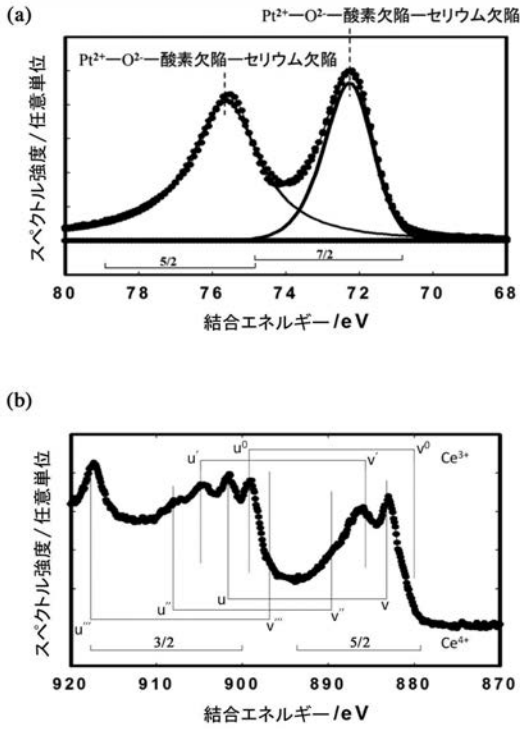 (a)
Pt²⁺ーO²⁻ー酸素欠陥ーセリウム欠陥
Pt²⁺ーO²⁻ー酸素欠陥ーセリウム欠陥
スペクトル強度/任意単位
5/2
7/2
80 78 76 74 72 70 68
結合エネルギー/eV
(b)
u⁰
v⁰
Ce³⁺
u′
v′
スペクトル強度/任意単位
u
v
u″
v″
u‴
v‴
3/2
5/2
Ce⁴⁺
920 910 900 890 880 870
結合エネルギー/eV